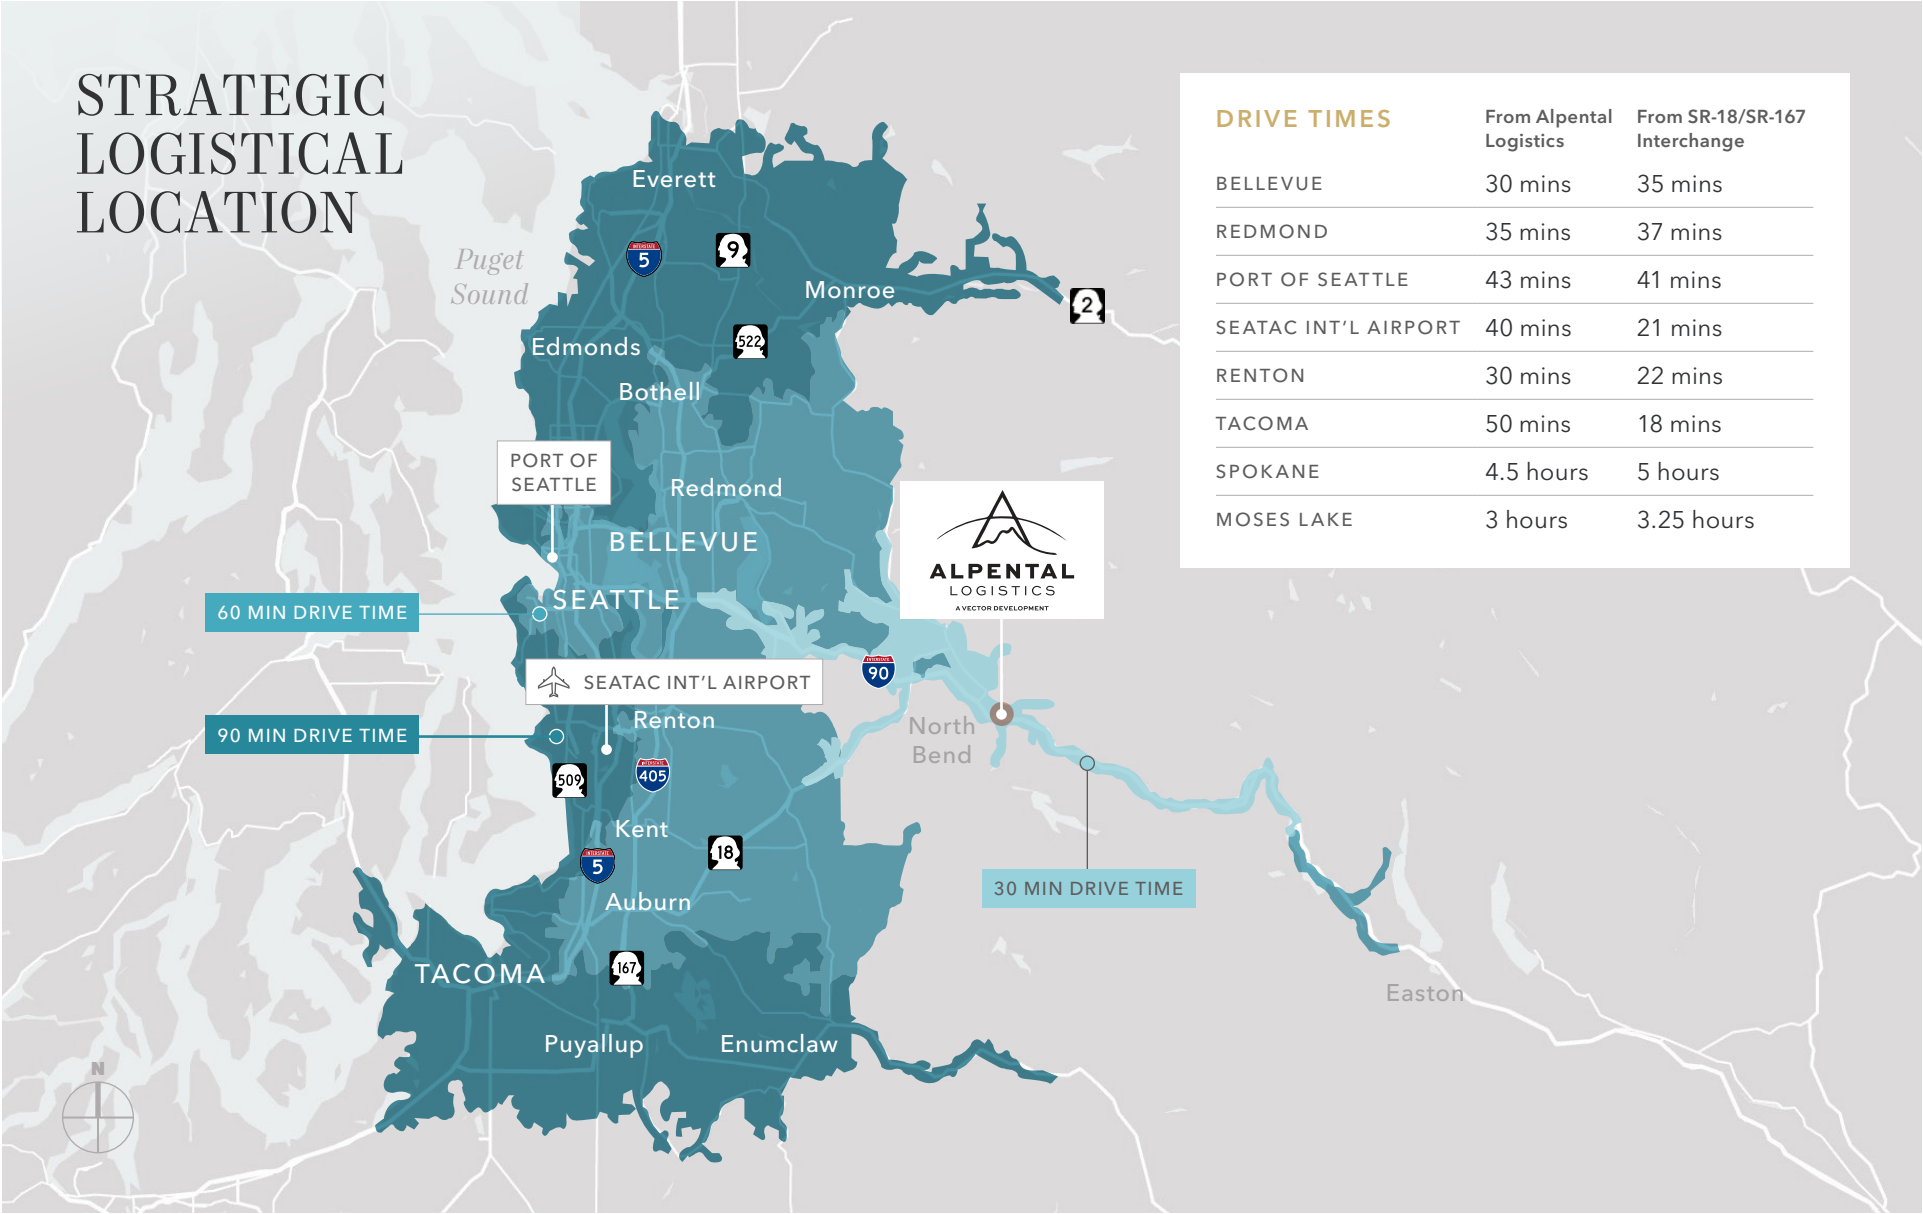 STRATEGIC
LOGISTICAL
LOCATION
DRIVE TIMES
From Alpental
Logistics
From SR-18/SR-167
Interchange
BELLEVUE 30 mins 35 mins
REDMOND 35 mins 37 mins
PORT OF SEATTLE 43 mins 41 mins
SEATAC INT'L AIRPORT 40 mins 21 mins
RENTON 30 mins 22 mins
TACOMA 50 mins 18 mins
SPOKANE 4.5 hours 5 hours
MOSES LAKE 3 hours 3.25 hours
Everett
Puget
Sound
INTERSTATE
5
9
Monroe
2
522
Edmonds
Bothell
PORT OF
SEATTLE
Redmond
BELLEVUE
ALPENTAL
LOGISTICS
A VECTOR DEVELOPMENT
SEATTLE
60 MIN DRIVE TIME
INTERSTATE
90
SEATAC INT'L AIRPORT
Renton
North
Bend
90 MIN DRIVE TIME
509
INTERSTATE
405
Kent
18
INTERSTATE
5
30 MIN DRIVE TIME
Auburn
167
TACOMA
Easton
Puyallup
Enumclaw
N